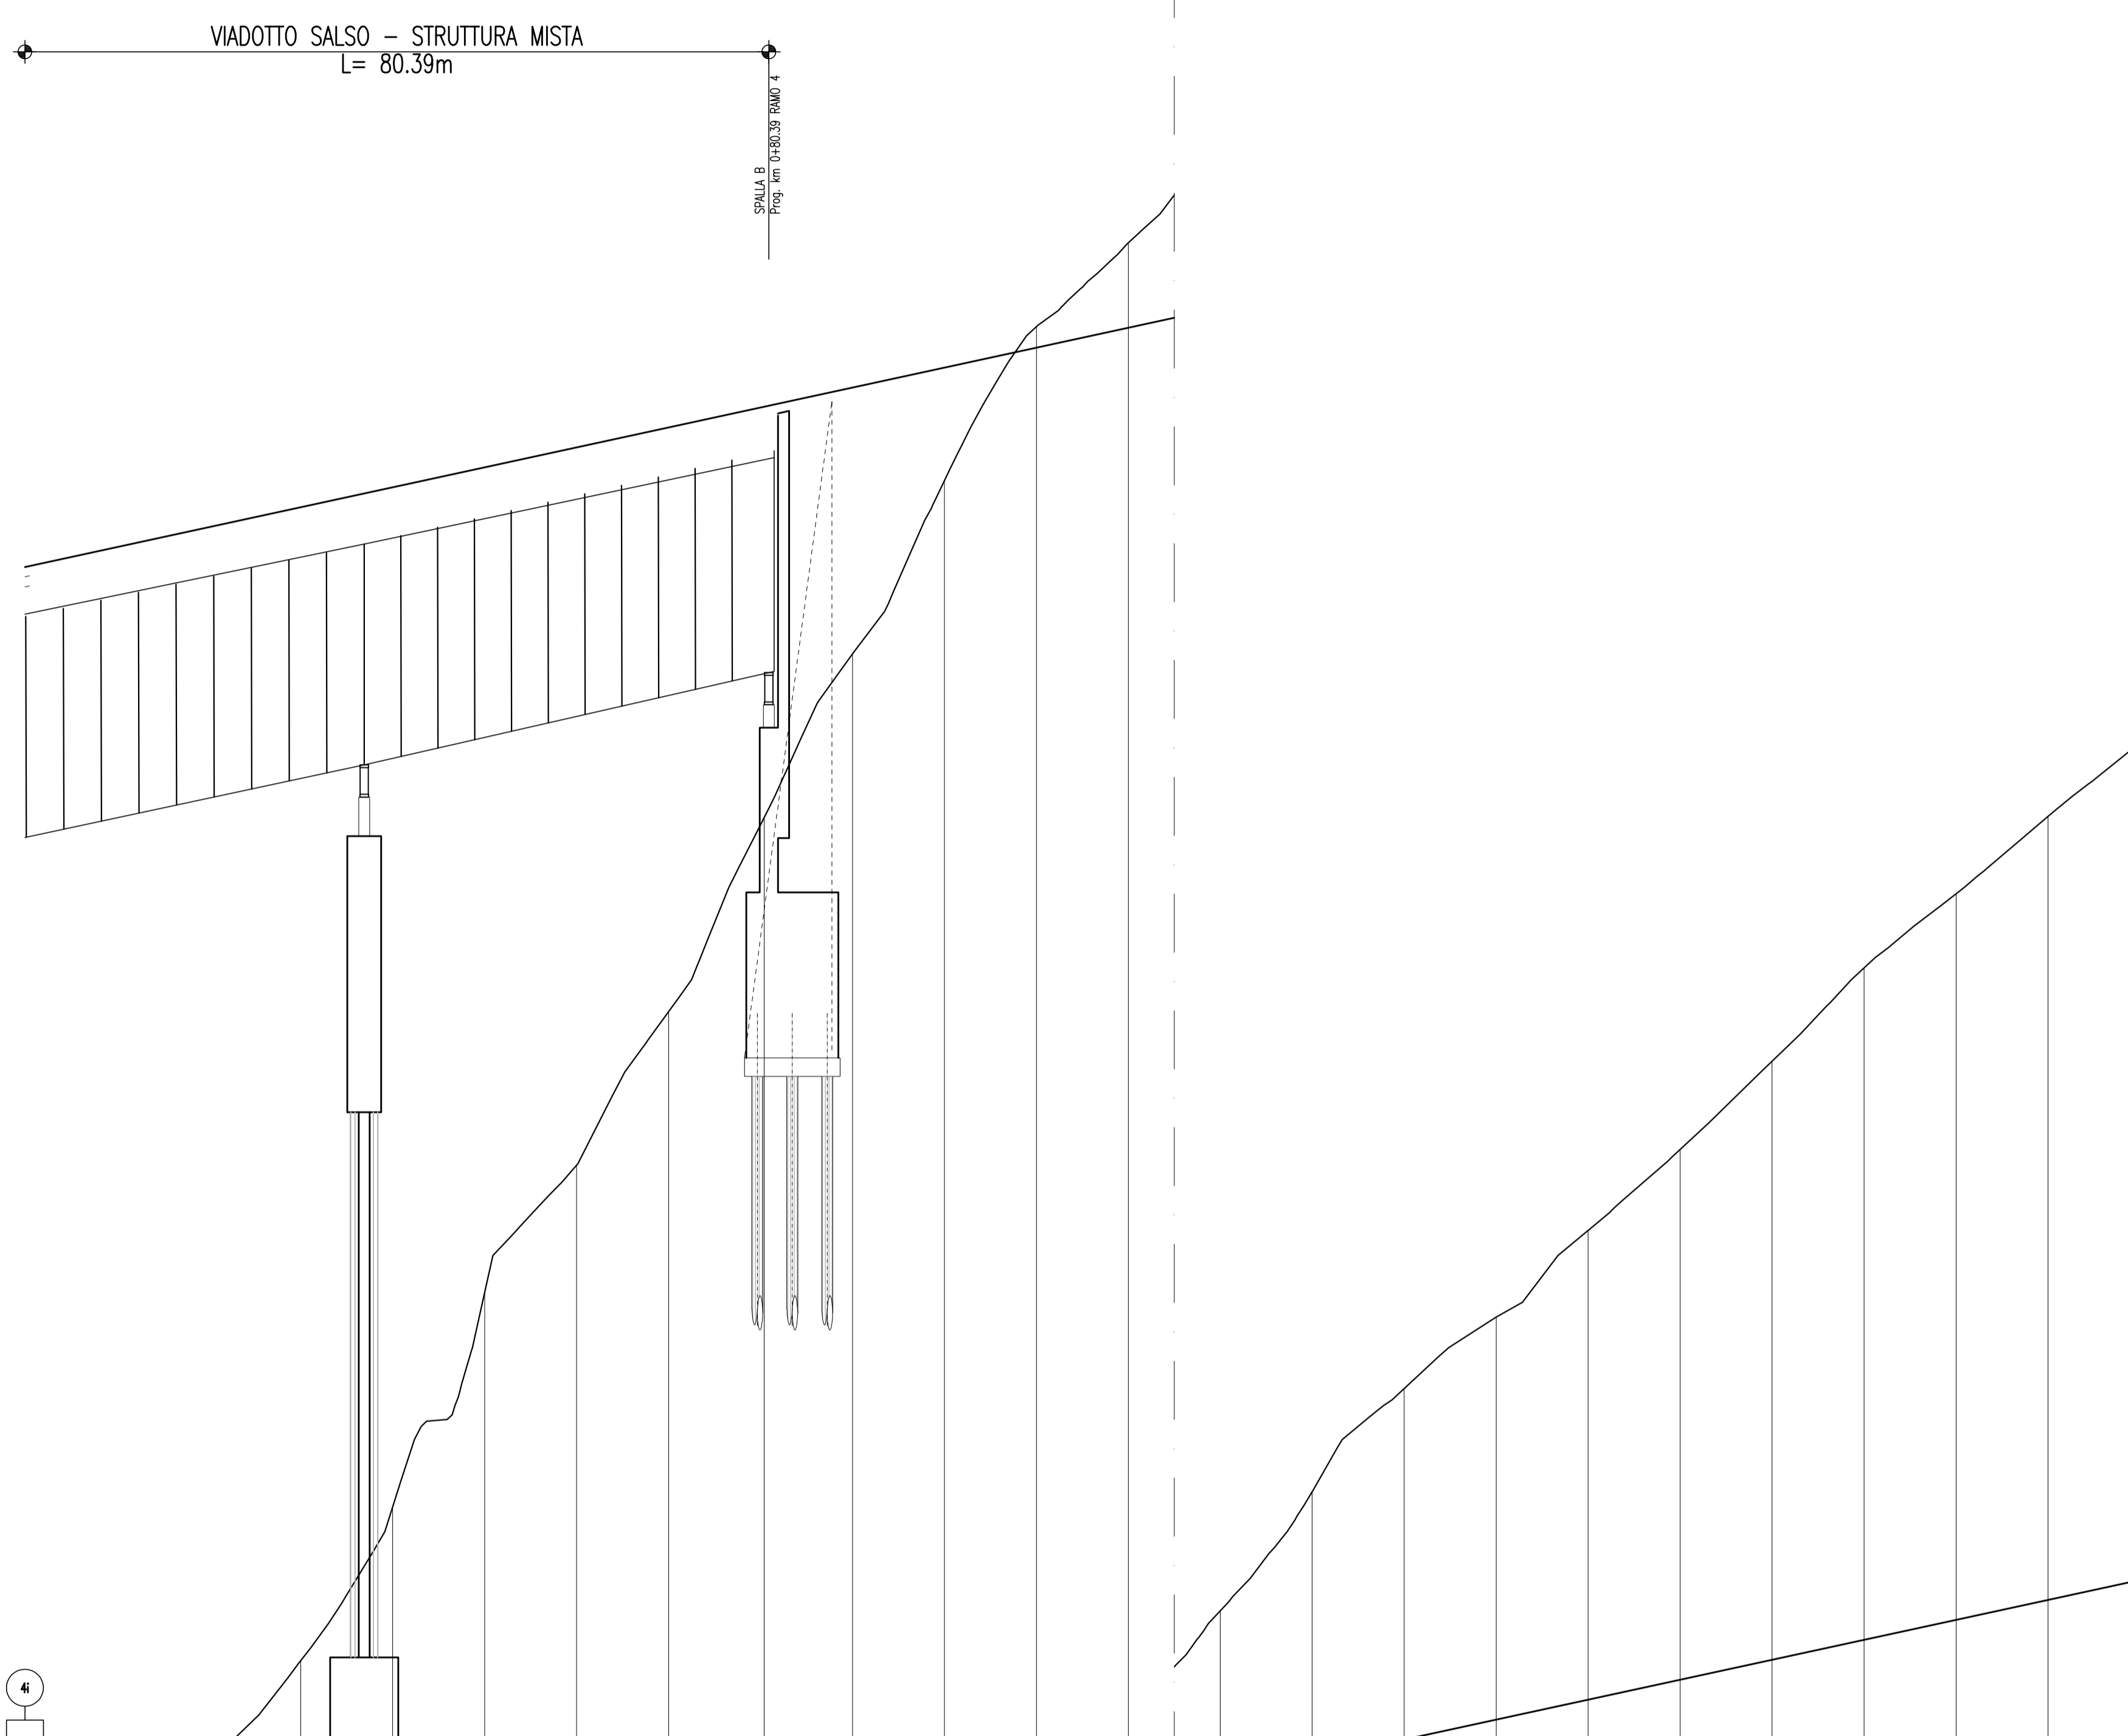 VIADOTTO SALSO - STRUTTURA MISTA
L= 80.39m
SPALLA B
Prog. km 0+80.39 RAMO 4
4i